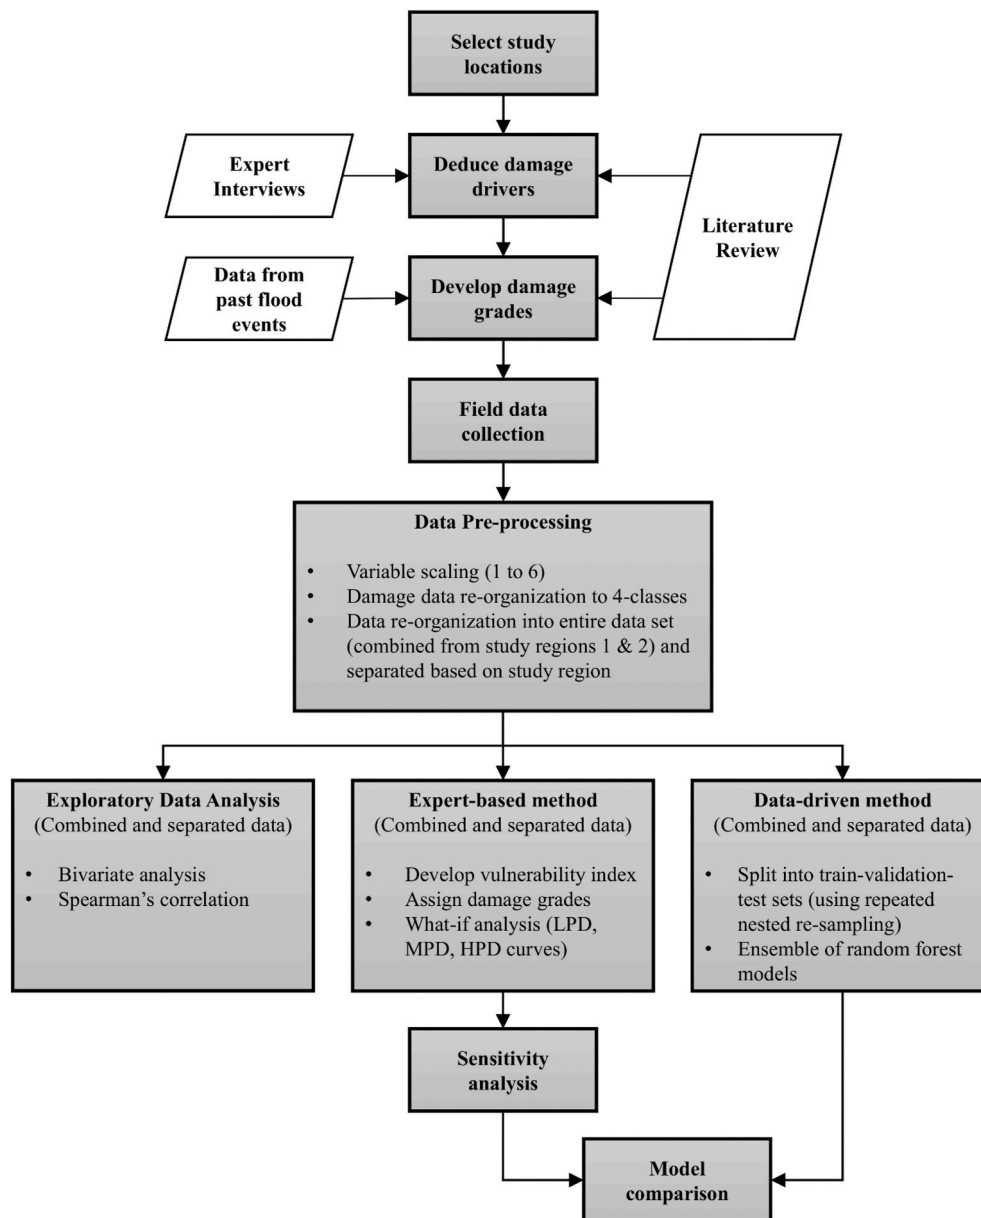 Select study
locations
Expert
Interviews
Deduce damage
drivers
Literature
Review
Data from
past flood
events
Develop damage
grades
Field data
collection
Data Pre-processing
• Variable scaling (1 to 6)
• Damage data re-organization to 4-classes
• Data re-organization into entire data set
(combined from study regions 1 & 2) and
separated based on study region
Exploratory Data Analysis
(Combined and separated data)
• Bivariate analysis
• Spearman’s correlation
Expert-based method
(Combined and separated data)
• Develop vulnerability index
• Assign damage grades
• What-if analysis (LPD,
MPD, HPD curves)
Data-driven method
(Combined and separated data)
• Split into train-validation-
test sets (using repeated
nested re-sampling)
• Ensemble of random forest
models
Sensitivity
analysis
Model
comparison